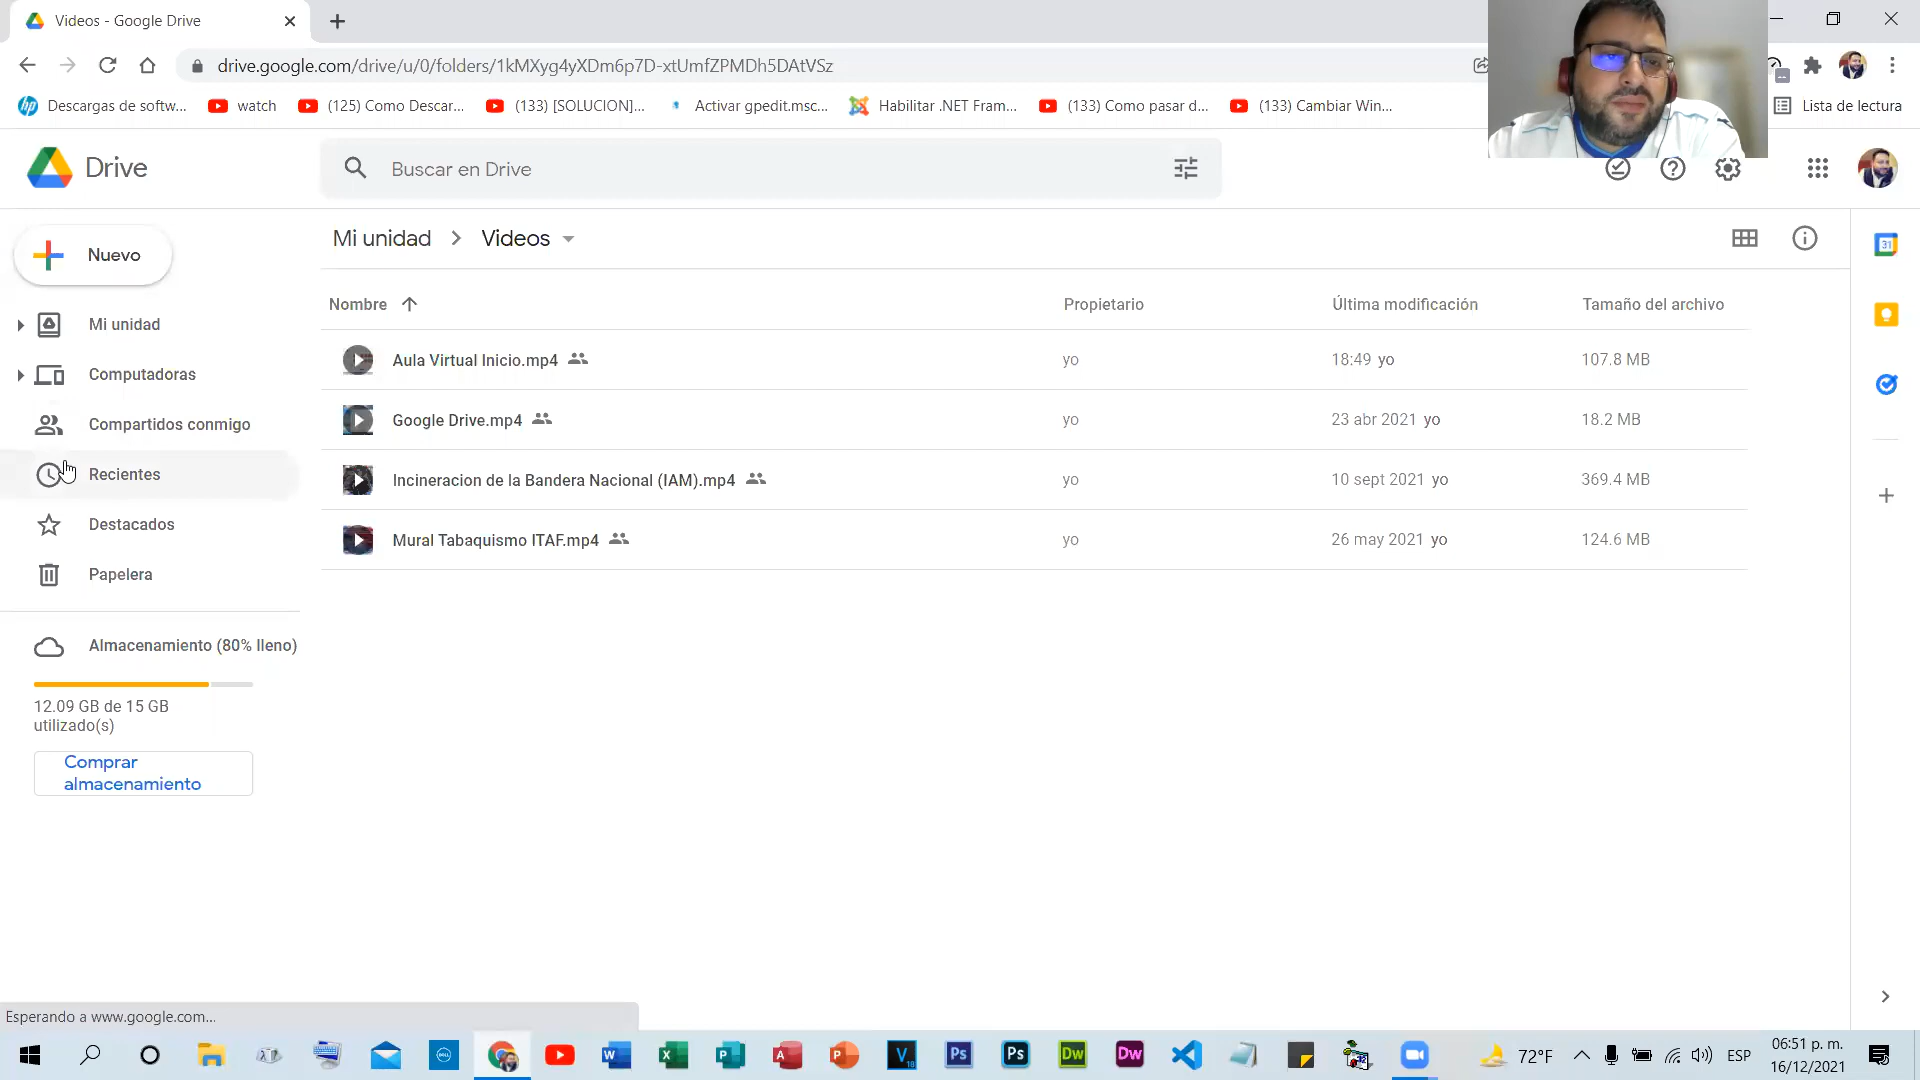 Videos - Google Drive
drive.google.com/drive/u/0/folders/1kMXyg4yXDm6p7D-xtUmfZPMDh5DAtVSz
Descargas de softw... watch (125) Como Descar... (133) [SOLUCION]... Activar gpedit.msc... Habilitar .NET Fram... (133) Como pasar d... (133) Cambiar Win... Lista de lectura
Drive
Buscar en Drive
Nuevo
Mi unidad
Computadoras
Compartidos conmigo
Recientes
Destacados
Papelera
Almacenamiento (80% lleno)
12.09 GB de 15 GB
utilizado(s)
Comprar
almacenamiento
Mi unidad Videos
Nombre Propietario Última modificación Tamaño del archivo
Aula Virtual Inicio.mp4 yo 18:49 yo 107.8 MB
Google Drive.mp4 yo 23 abr 2021 yo 18.2 MB
Incineracion de la Bandera Nacional (IAM).mp4 yo 10 sept 2021 yo 369.4 MB
Mural Tabaquismo ITAF.mp4 yo 26 may 2021 yo 124.6 MB
31
Esperando a www.google.com...
72°F ESP 06:51 p. m.
16/12/2021